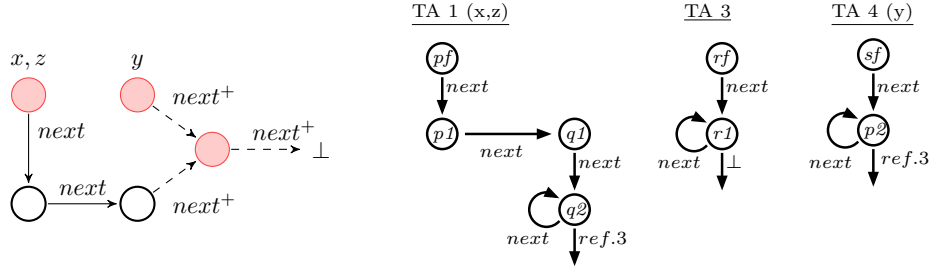 x, z
y
next
next
next+
next+
next+
⊥
TA 1 (x,z)
pf
next
p1
next
q1
next
q2
next
ref.3
TA 3
rf
next
r1
next
⊥
TA 4 (y)
sf
next
p2
next
ref.3